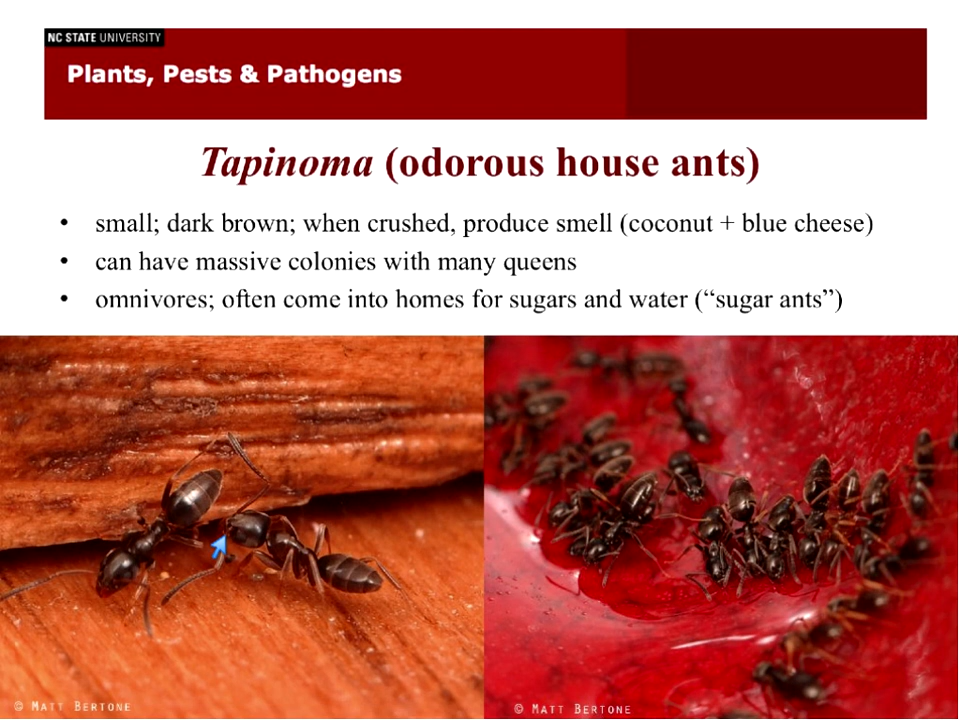 NC STATE UNIVERSITY
Plants, Pests & Pathogens
Tapinoma (odorous house ants)
• small; dark brown; when crushed, produce smell (coconut + blue cheese)
• can have massive colonies with many queens
• omnivores; often come into homes for sugars and water (“sugar ants”)
© MATT BERTONE
© MATT BERTONE